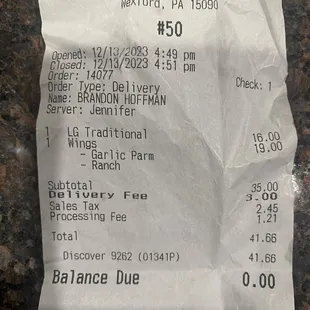 Wexford, PA 15090
#50
Opened: 12/13/2023 4:49 pm
Closed: 12/13/2023 4:51 pm
Order: 14077
Check: 1
Order Type: Delivery
Name: BRANDON HOFFMAN
Server: Jennifer
1 LG Traditional 16.00
1 Wings 19.00
- Garlic Parm
- Ranch
Subtotal 35.00
Delivery Fee 3.00
Sales Tax 2.45
Processing Fee 1.21
Total 41.66
Discover 9262 (01341P) 41.66
Balance Due 0.00